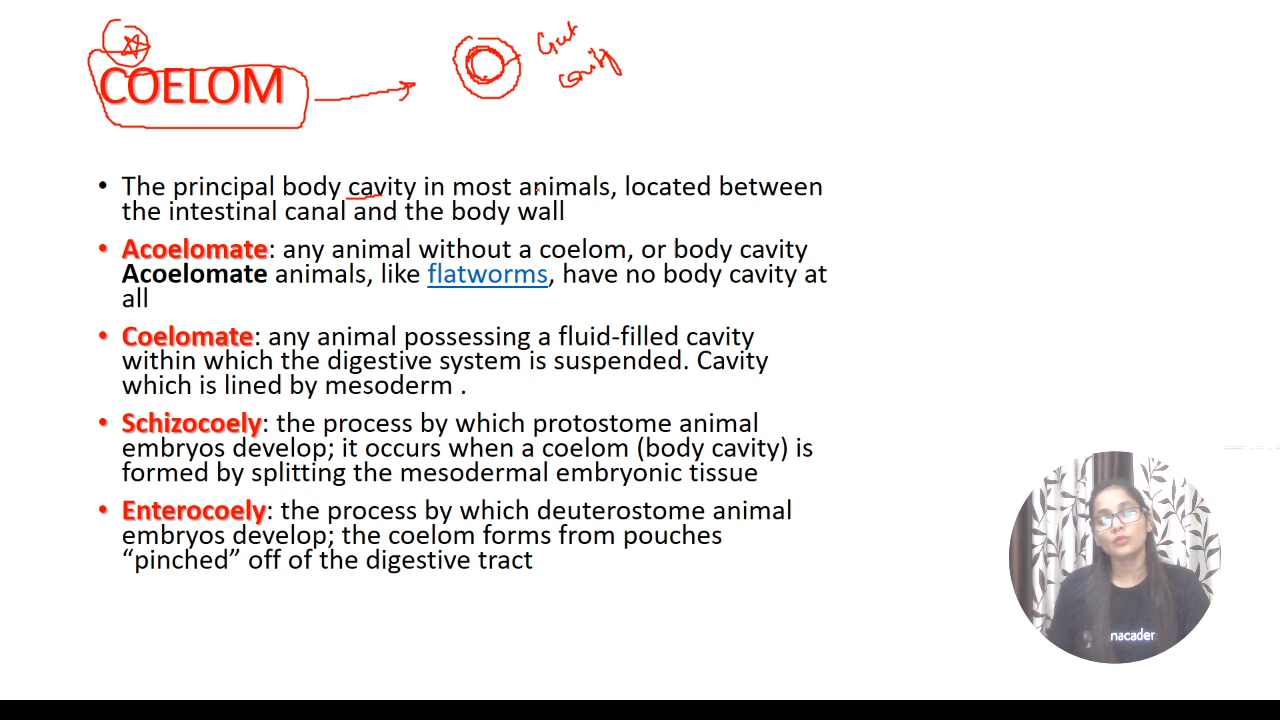 COELOM
Gut
cavity
• The principal body cavity in most animals, located between
the intestinal canal and the body wall
• Acoelomate: any animal without a coelom, or body cavity
Acoelomate animals, like flatworms, have no body cavity at
all
• Coelomate: any animal possessing a fluid-filled cavity
within which the digestive system is suspended. Cavity
which is lined by mesoderm .
• Schizocoely: the process by which protostome animal
embryos develop; it occurs when a coelom (body cavity) is
formed by splitting the mesodermal embryonic tissue
• Enterocoely: the process by which deuterostome animal
embryos develop; the coelom forms from pouches
“pinched” off of the digestive tract
nacader